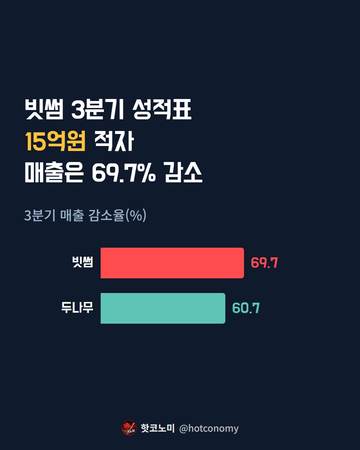 빗썸 3분기 성적표
15억원 적자
매출은 69.7% 감소
3분기 매출 감소율(%)
빗썸 69.7
두나무 60.7
핫코노미 @hotconomy